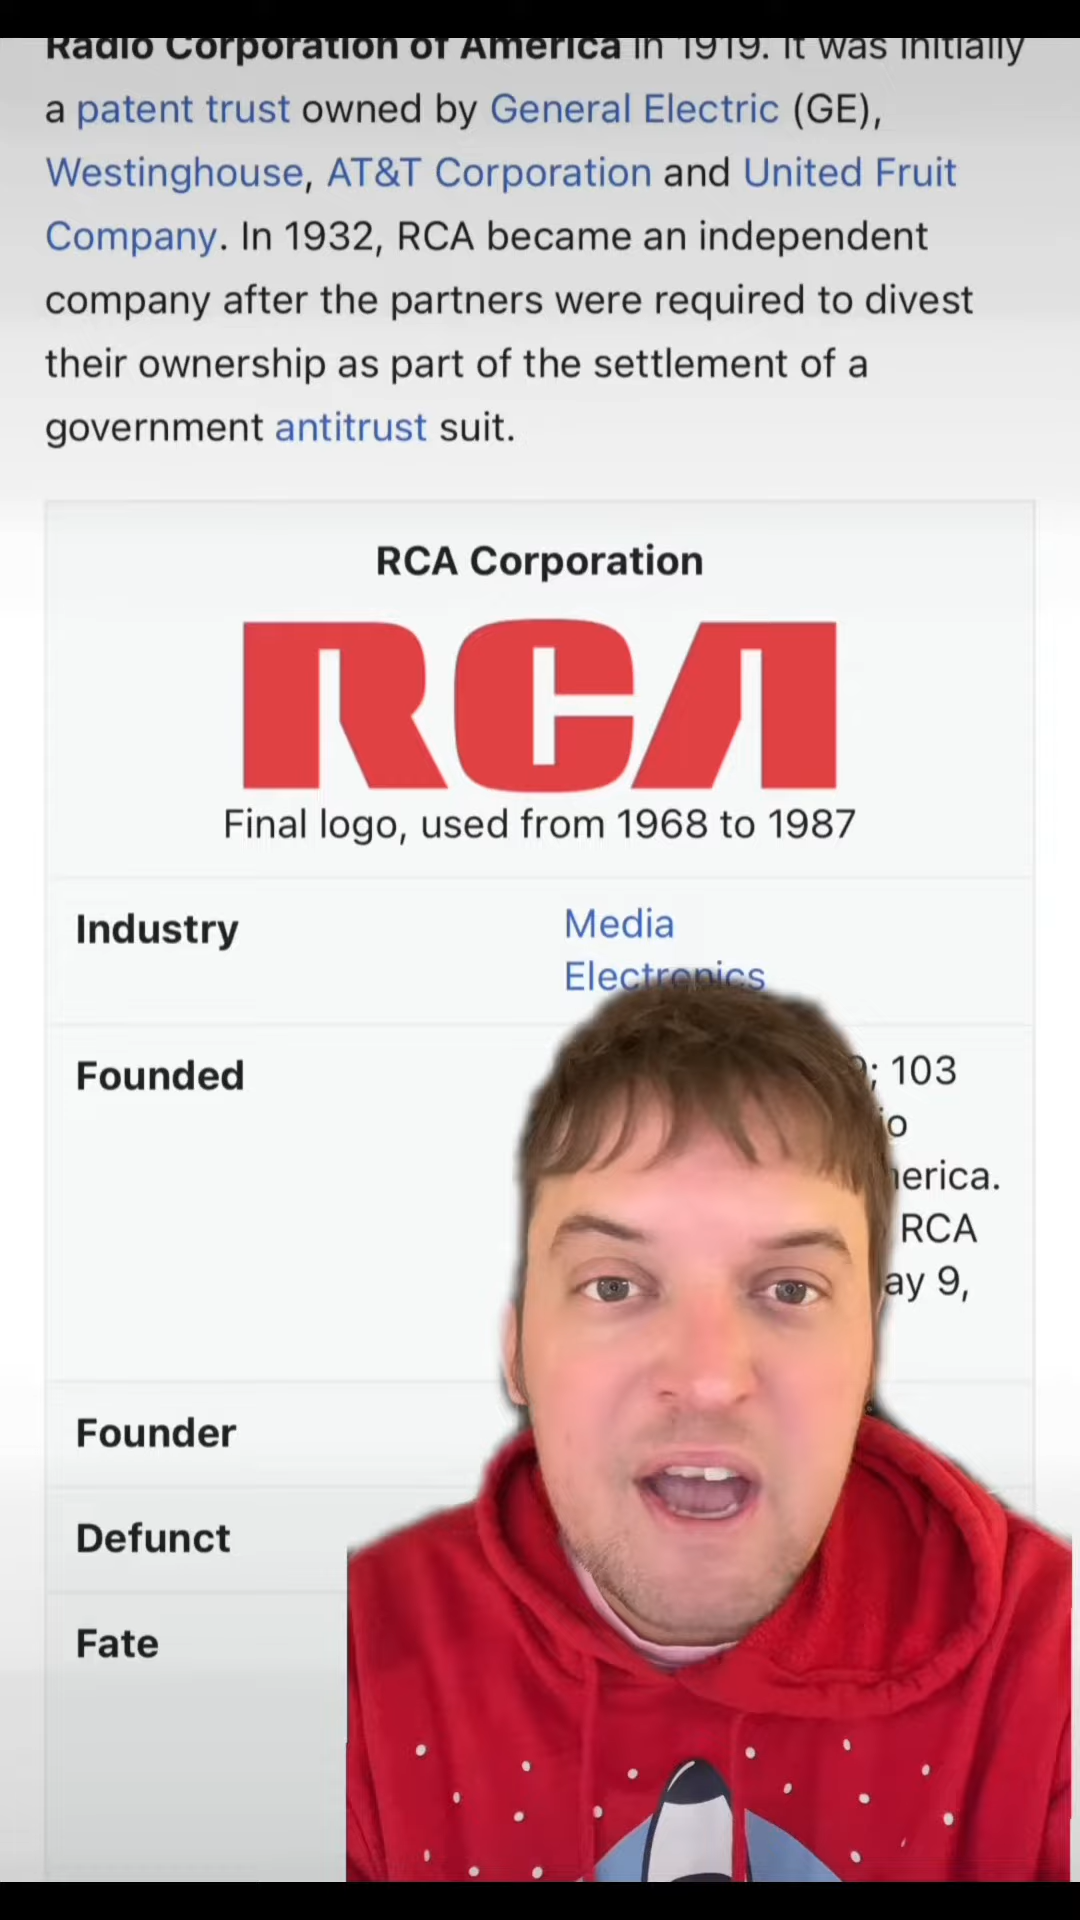 Radio Corporation of America in 1919. It was initially
a patent trust owned by General Electric (GE),
Westinghouse, AT&T Corporation and United Fruit
Company. In 1932, RCA became an independent
company after the partners were required to divest
their ownership as part of the settlement of a
government antitrust suit.
RCA Corporation
RCA
Final logo, used from 1968 to 1987
Industry
Media
Electronics
Founded
; 103
RCA
9,
Founder
Defunct
Fate